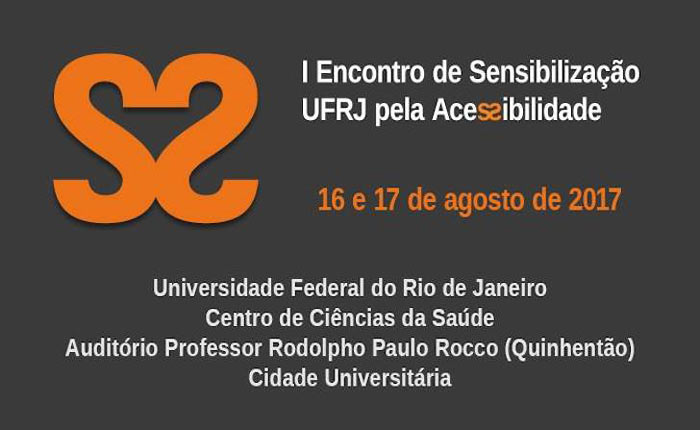 I Encontro de Sensibilização
UFRJ pela Acessibilidade
16 e 17 de agosto de 2017
Universidade Federal do Rio de Janeiro
Centro de Ciências da Saúde
Auditório Professor Rodolpho Paulo Rocco (Quinhentão)
Cidade Universitária